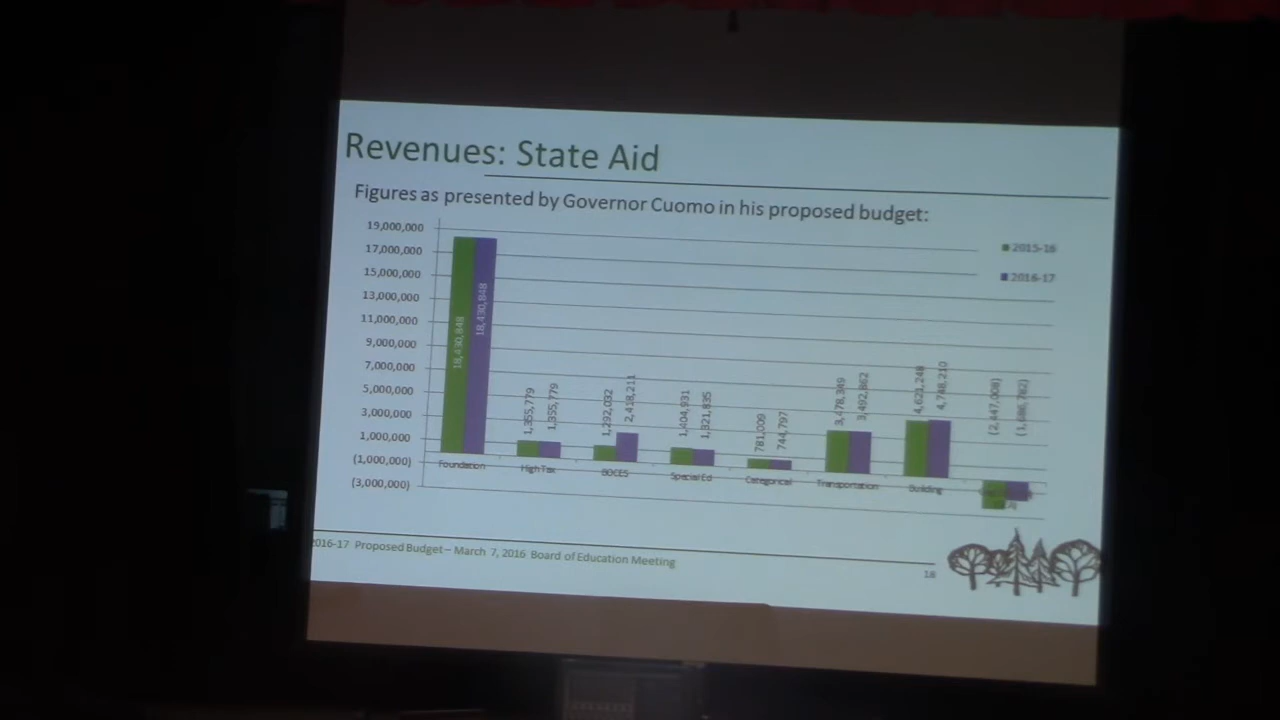 Revenues: State Aid
Figures as presented by Governor Cuomo in his proposed budget:
19,000,000
17,000,000
15,000,000
13,000,000
11,000,000
9,000,000
7,000,000
5,000,000
3,000,000
1,000,000
(1,000,000)
(3,000,000)
2015-16
2016-17
18,430,848
18,430,848
1,355,779
1,355,779
1,292,032
2,418,211
1,404,931
1,321,835
781,009
744,797
3,478,349
3,492,862
4,621,248
4,748,210
Foundation
High Tax
BOCES
Special Ed
Categorical
Transportation
Building
2016-17 Proposed Budget – March 7, 2016 Board of Education Meeting
18